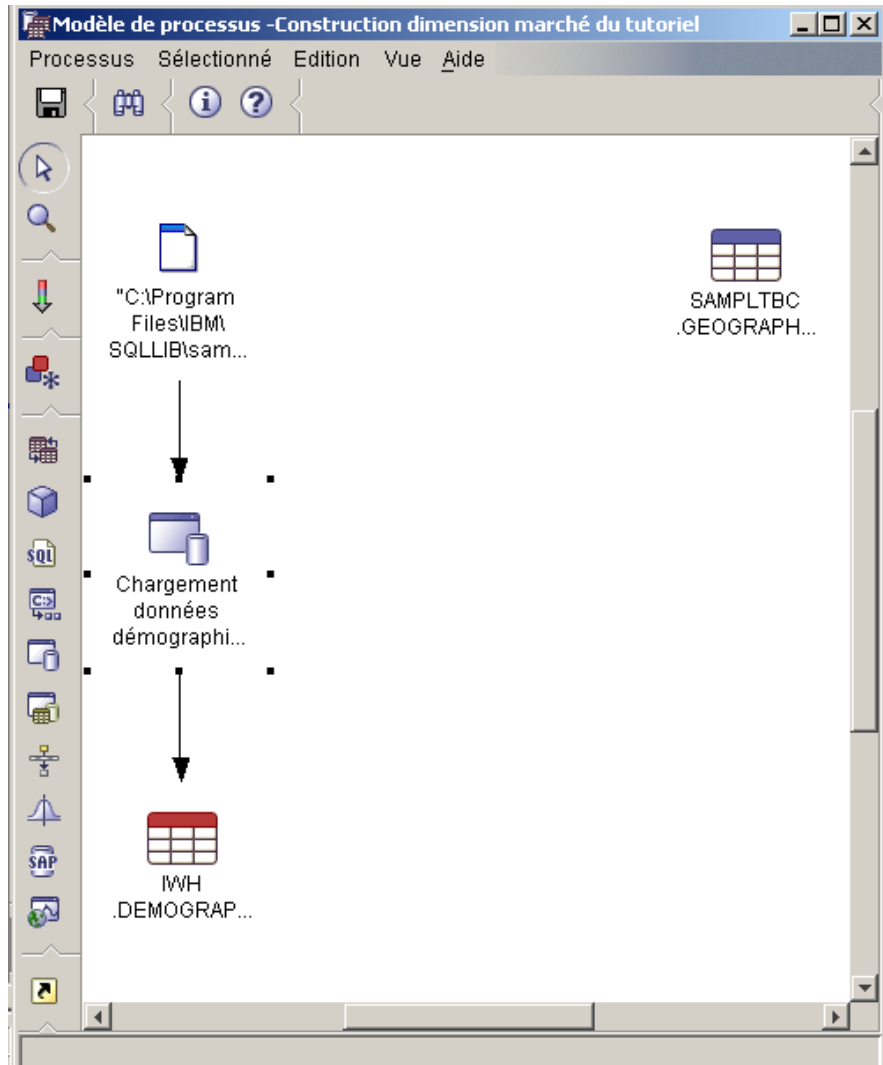 Modèle de processus -Construction dimension marché du tutoriel
Processus Sélectionné Edition Vue Aide
"C:\Program
Files\IBM\
SQLLIB\sam...
SAMPLTBC
.GEOGRAPH...
SQL
C:>
Chargement
données
démographi...
SAP
IWH
.DEMOGRAP...